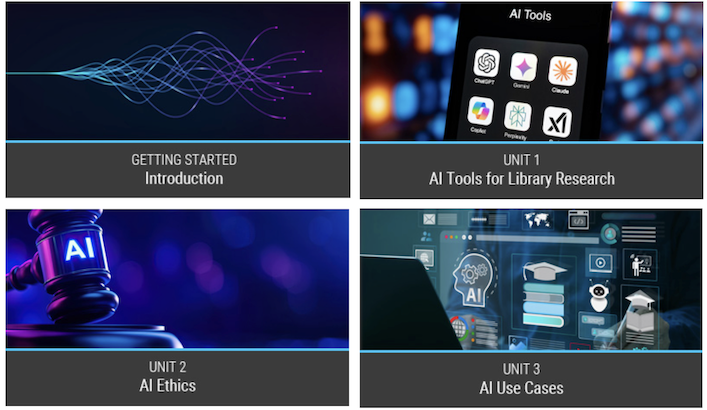 GETTING STARTED
Introduction
AI Tools
ChatGPT
Gemini
Claude
Copilot
Perplexity
UNIT 1
AI Tools for Library Research
AI
UNIT 2
AI Ethics
AI
UNIT 3
AI Use Cases